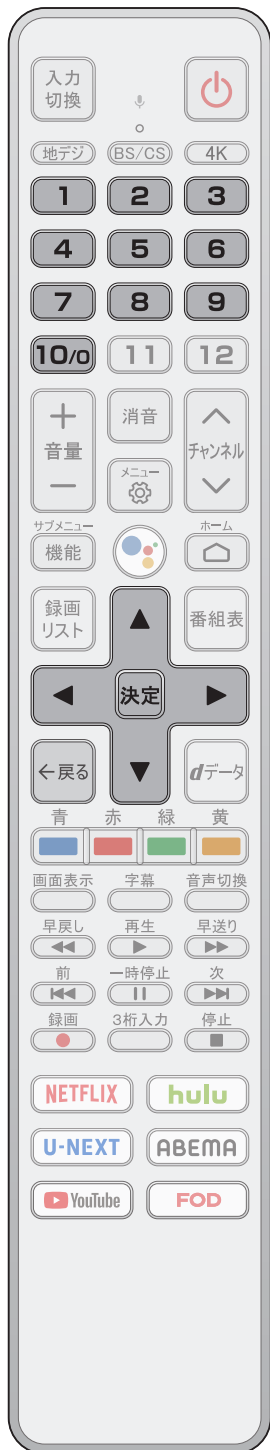 入力
切換
地デジ BS/CS 4K
1 2 3
4 5 6
7 8 9
10/0 11 12
+ 消音
音量 チャンネル
− メニュー
サブメニュー ホーム
機能
録画
リスト 番組表
決定
←戻る dデータ
青 赤 緑 黄
画面表示 字幕 音声切換
早戻し 再生 早送り
前 一時停止 次
録画 3桁入力 停止
NETFLIX hulu
U-NEXT ABEMA
YouTube FOD